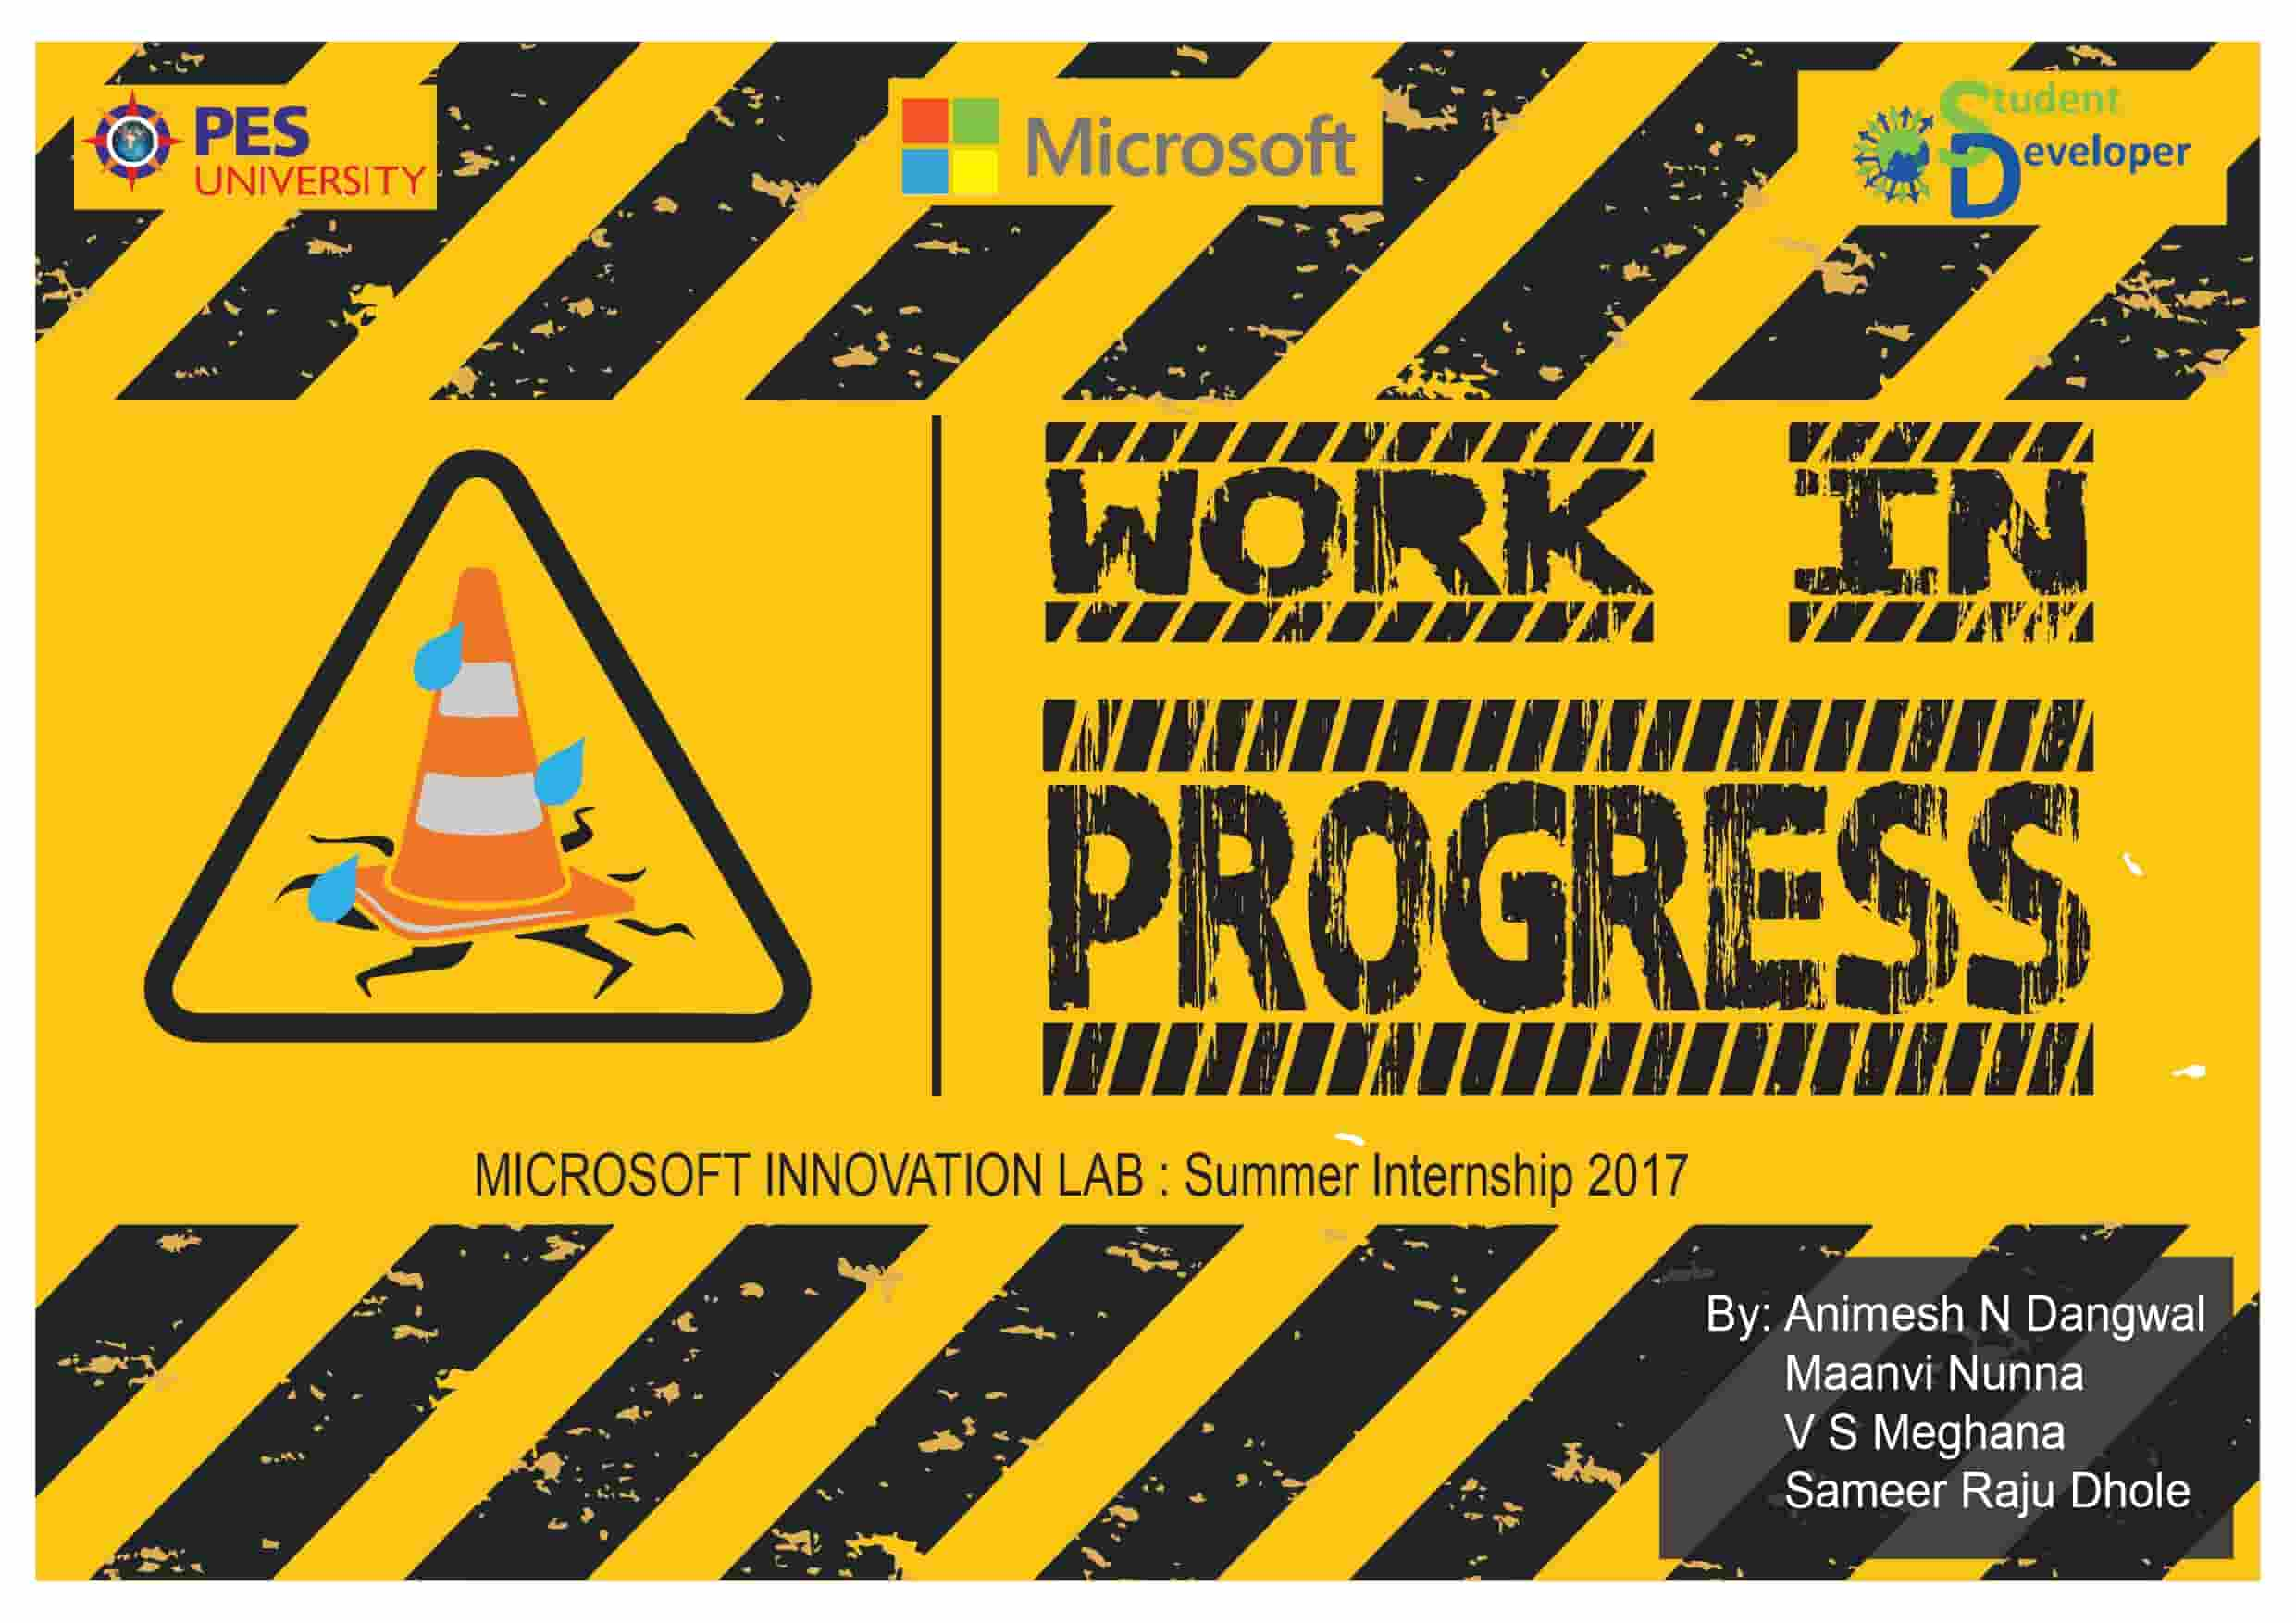 PES
UNIVERSITY
Microsoft
Student
Developer
WORK IN
PROGRESS
MICROSOFT INNOVATION LAB : Summer Internship 2017
By: Animesh N Dangwal
Maanvi Nunna
V S Meghana
Sameer Raju Dhole